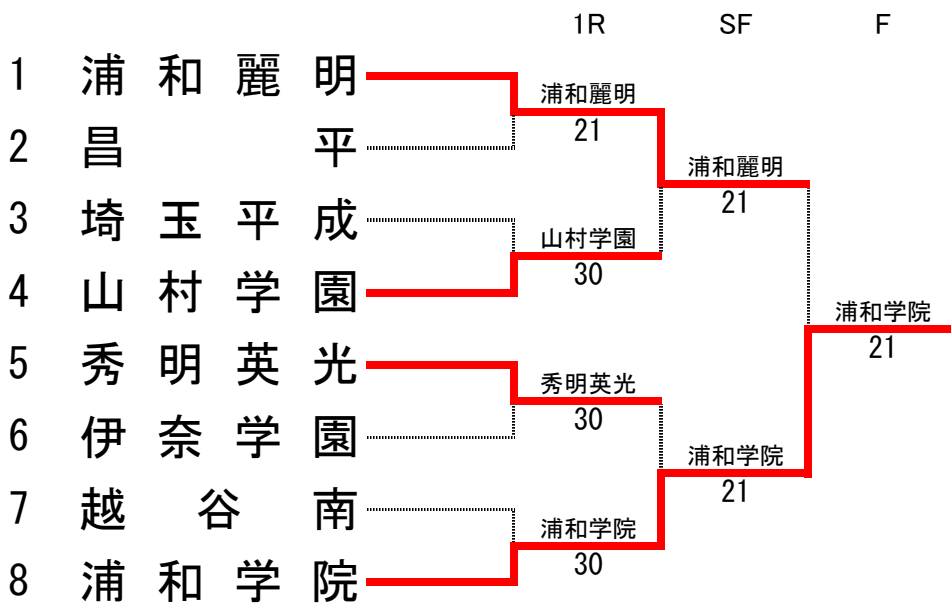 1R SF F
1 浦和麗明
2 昌平
3 埼玉平成
4 山村学園
5 秀明英光
6 伊奈学園
7 越谷南
8 浦和学院
浦和麗明
21
山村学園
30
秀明英光
30
浦和学院
30
浦和麗明
21
浦和学院
21
浦和学院
21